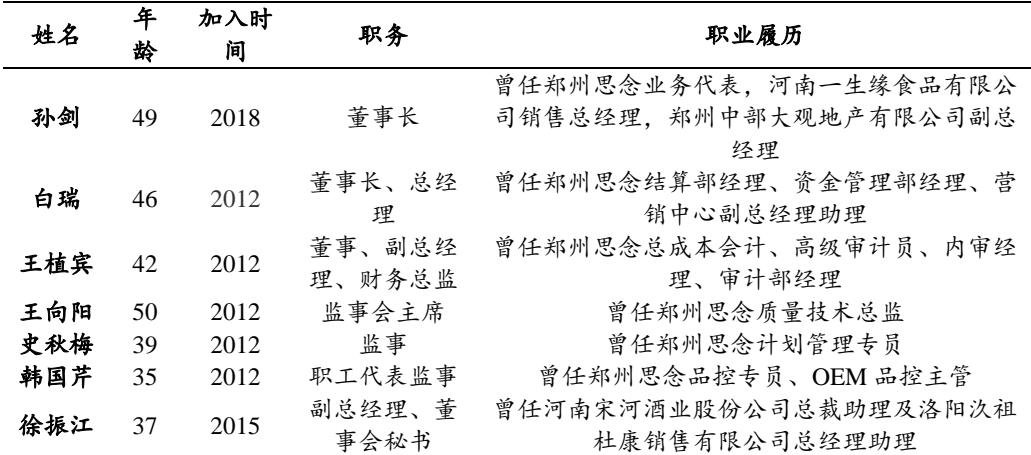 姓名 年龄 加入时间 职务 职业履历
孙剑 49 2018 董事长 曾任郑州思念业务代表，河南一生缘食品有限公
司销售总经理，郑州中部大观地产有限公司副总
经理
白瑞 46 2012 董事长、总经理 曾任郑州思念结算部经理、资金管理部经理、营
销中心副总经理助理
王植宾 42 2012 董事、副总经理、财务总监 曾任郑州思念总成本会计、高级审计员、内审经
理、审计部经理
王向阳 50 2012 监事会主席 曾任郑州思念质量技术总监
史秋梅 39 2012 监事 曾任郑州思念计划管理专员
韩国芹 35 2012 职工代表监事 曾任郑州思念品控专员、OEM 品控主管
徐振江 37 2015 副总经理、董事会秘书 曾任河南宋河酒业股份公司总裁助理及洛阳汝祖
杜康销售有限公司总经理助理